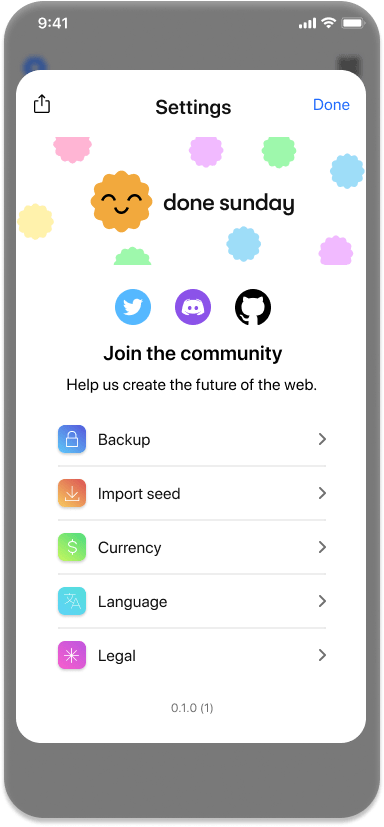 9:41
Settings
Done
done sunday
Join the community
Help us create the future of the web.
Backup
Import seed
Currency
Language
Legal
0.1.0 (1)